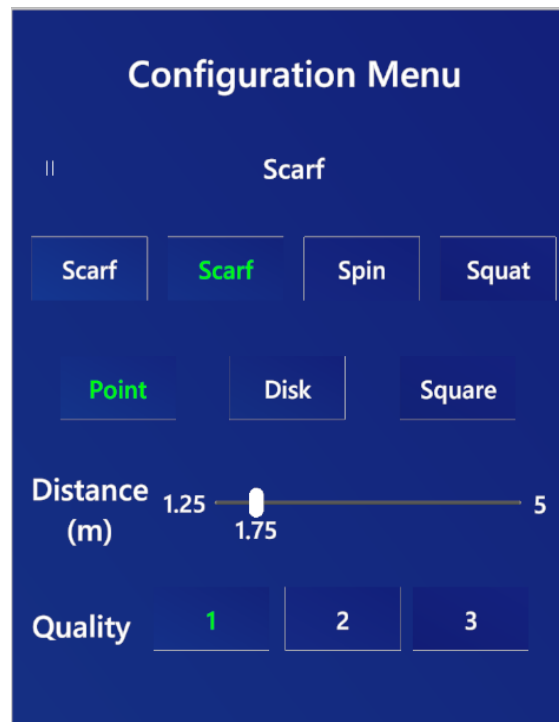 Configuration Menu
Scarf
Scarf Scarf Spin Squat
Point Disk Square
Distance
(m)
1.25 5
1.75
Quality 1 2 3